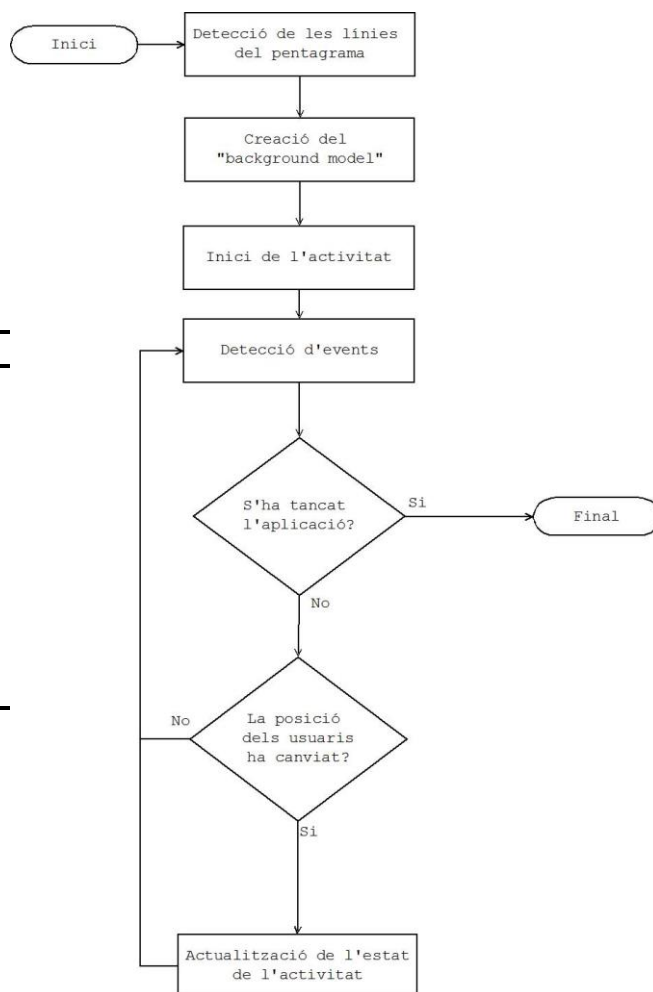 Inici
Detecció de les línies
del pentagrama
Creació del
"background model"
Inici de l'activitat
Detecció d'events
S'ha tancat
l'aplicació?
Si
Final
No
La posició
dels usuaris
ha canviat?
No
Si
Actualització de l'estat
de l'activitat